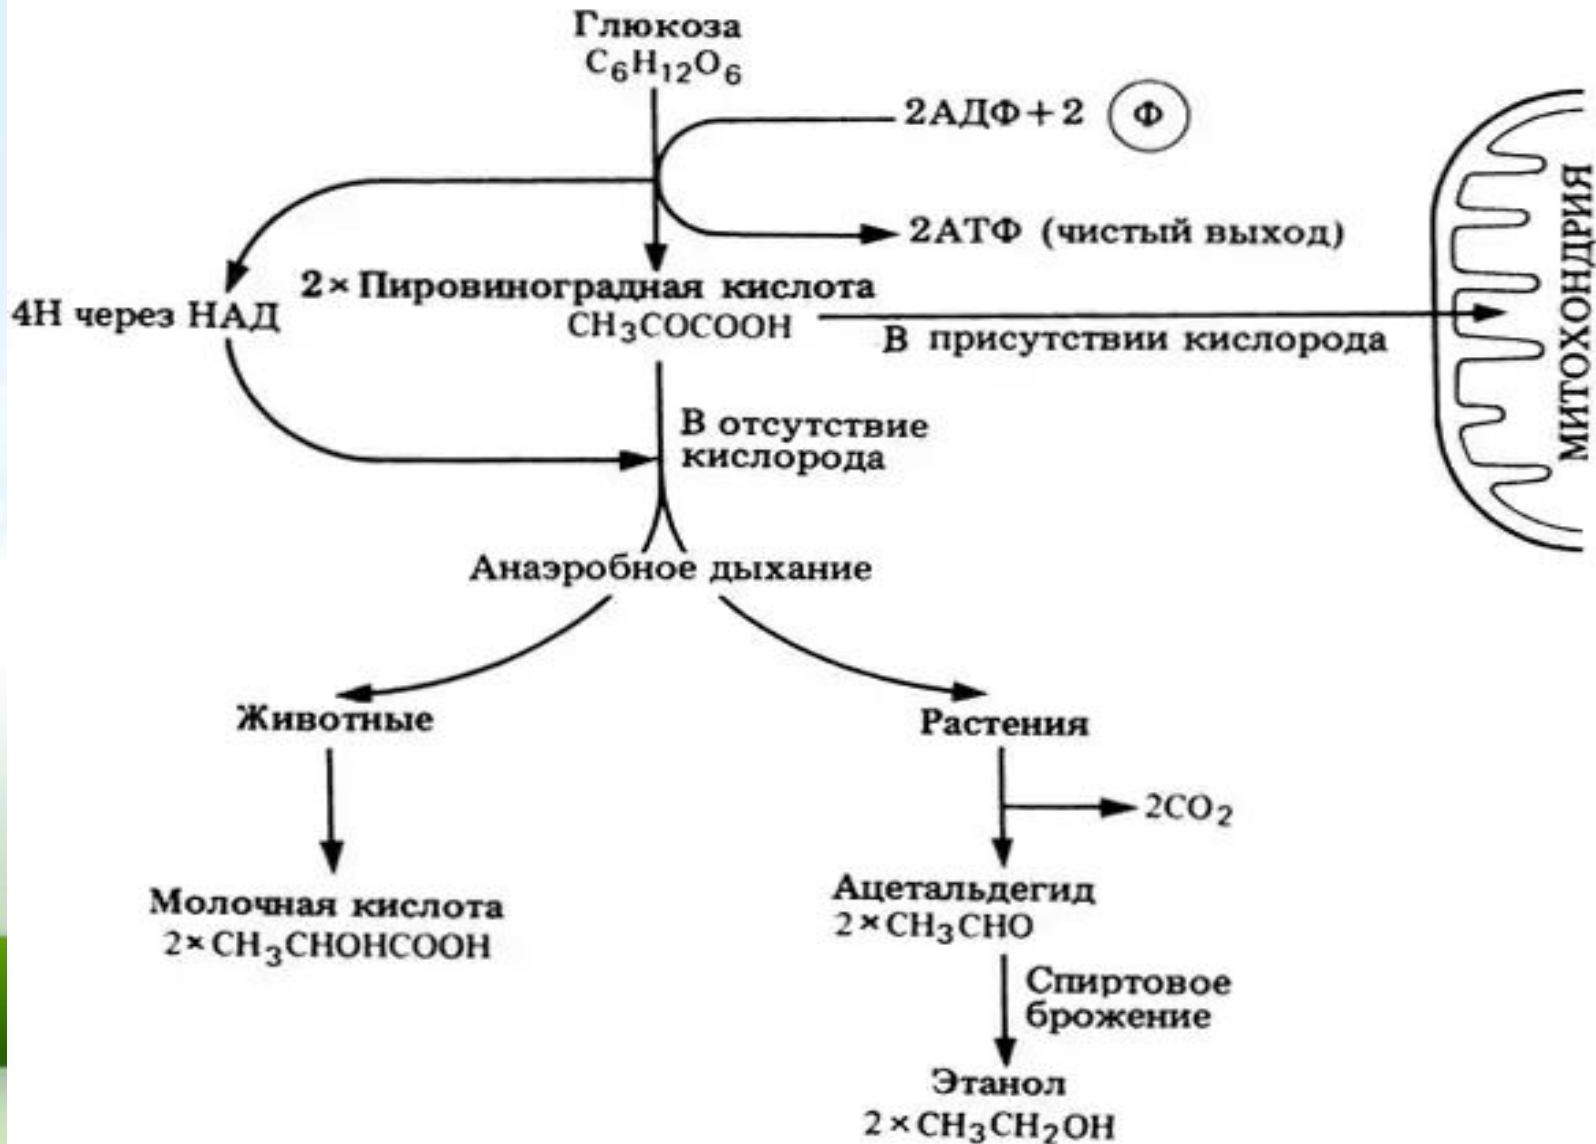 Глюкоза
C₆H₁₂O₆
2АДФ+2 Ф
2АТФ (чистый выход)
4Н через НАД
2× Пировиноградная кислота
CH₃COCOOH
В присутствии кислорода
МИТОХОНДРИЯ
В отсутствие
кислорода
Анаэробное дыхание
Животные
Растения
2CO₂
Молочная кислота
2×CH₃CHOHCOOH
Ацетальдегид
2×CH₃CHO
Спиртовое
брожение
Этанол
2×CH₃CH₂OH